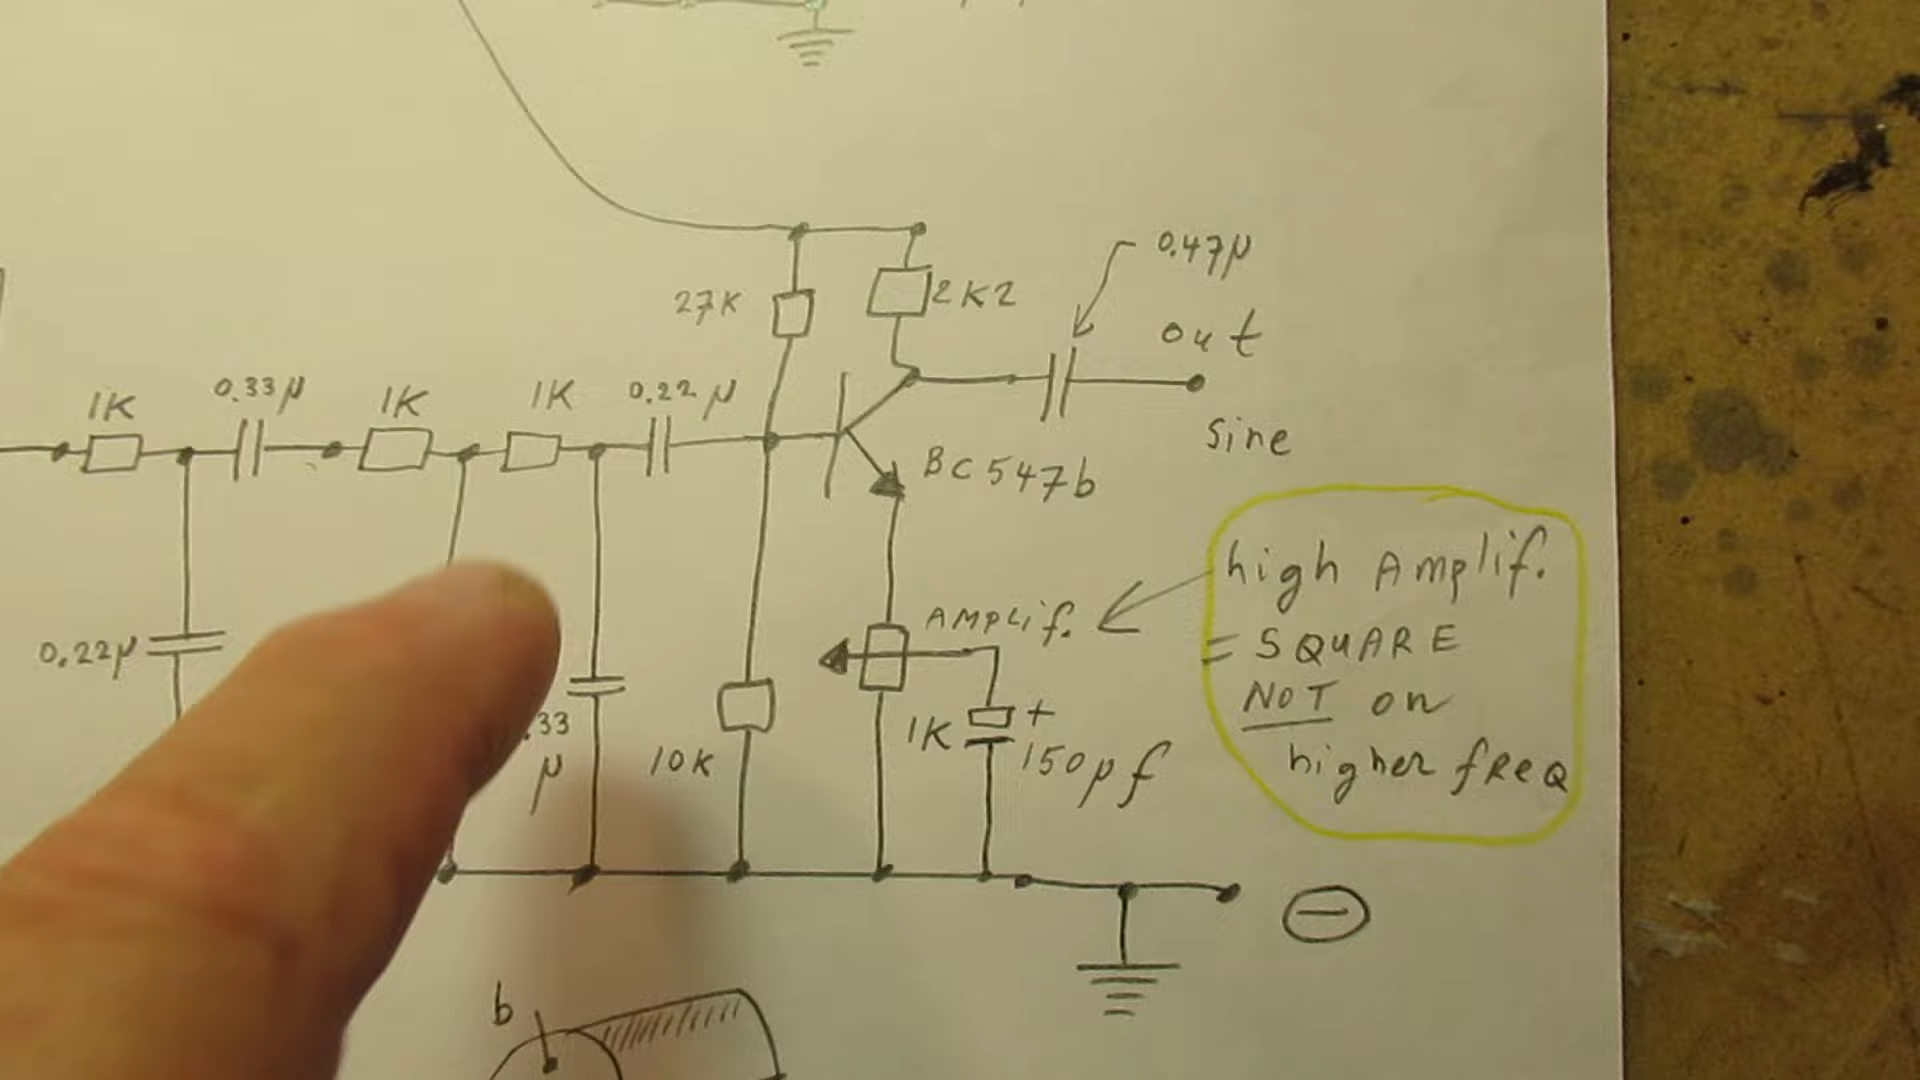 0.47µ
27K
2K2
out
1K
0.33µ
1K
1K
0.22µ
sine
BC547b
high Amplif.
AMPLif.
= SQUARE
0.22µ
NOT on
.33
µ
10K
1K
+
150pf
higher fREQ
−
b